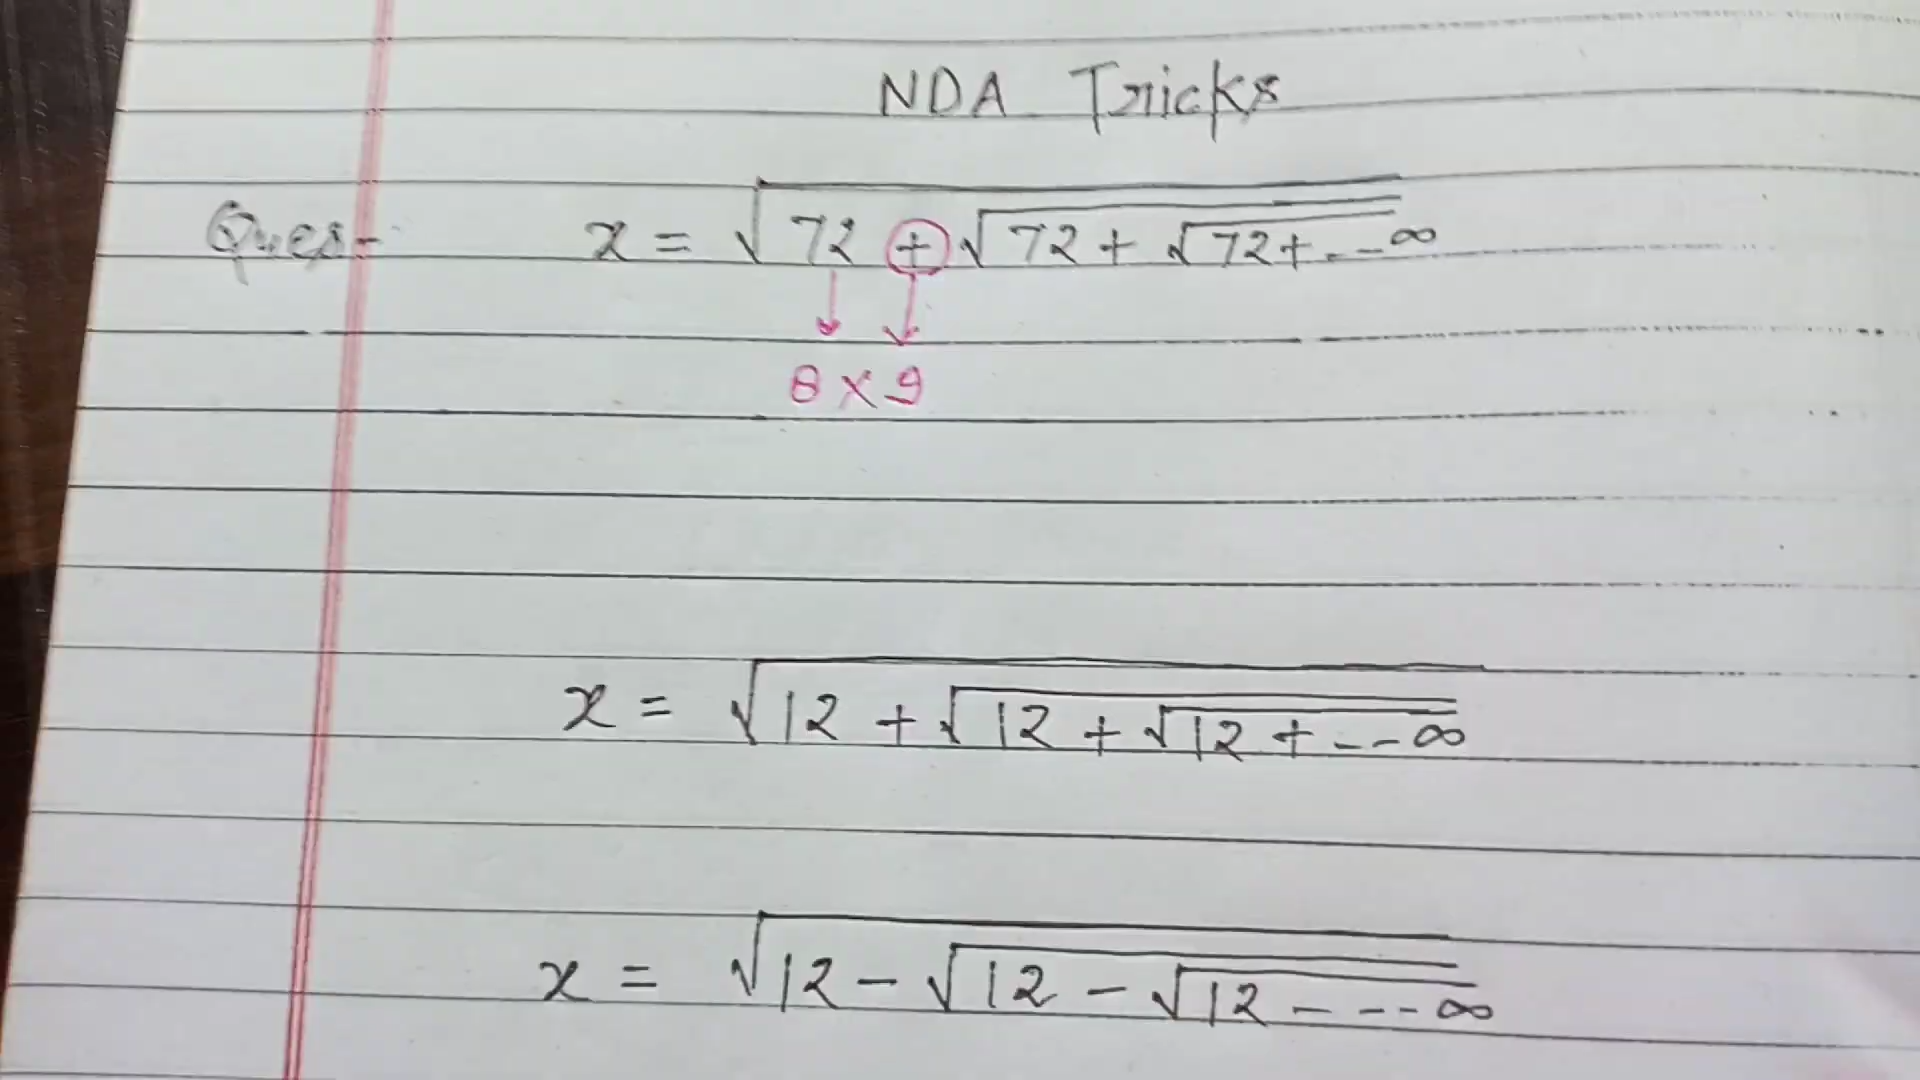 NDA Tricks
Ques- x = √72 + √72 + √72 + .-- ∞
8 x 9
x = √12 + √12 + √12 + -- - ∞
x = √12 - √12 - √12 - --- ∞